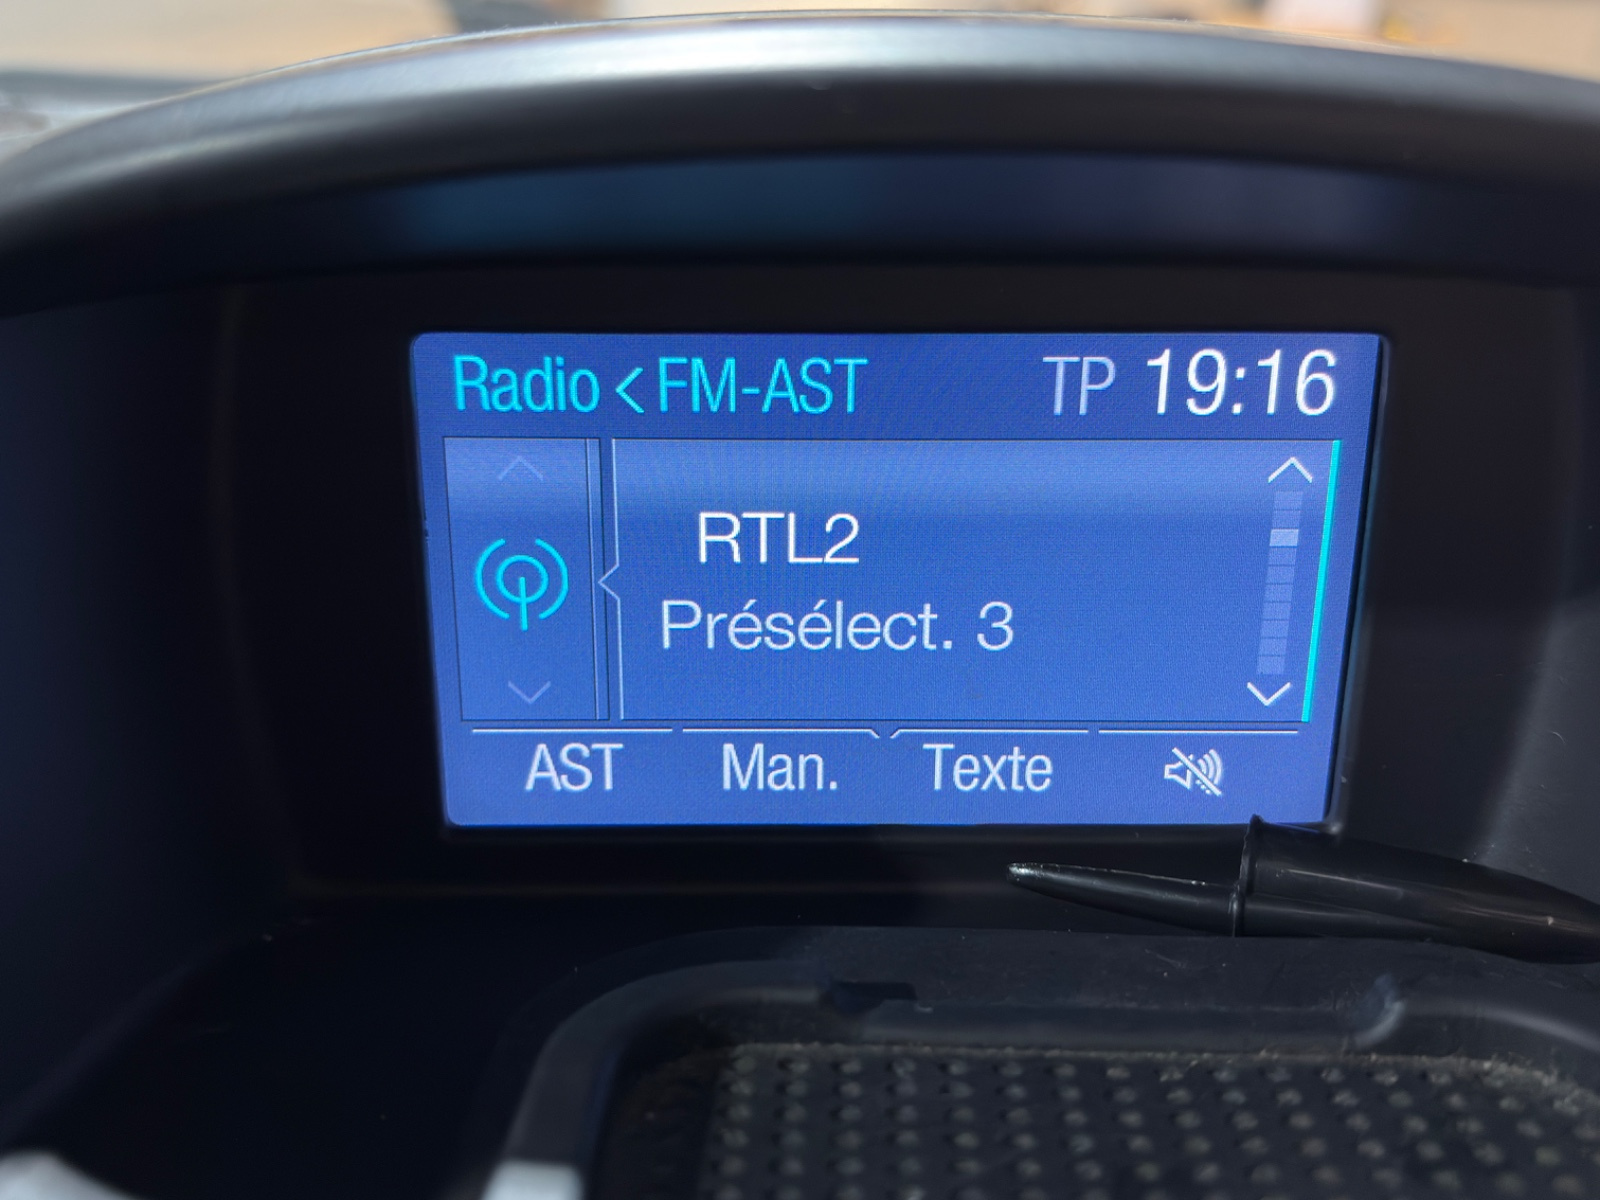 Radio < FM-AST TP 19:16
RTL2
Présélect. 3
AST Man. Texte